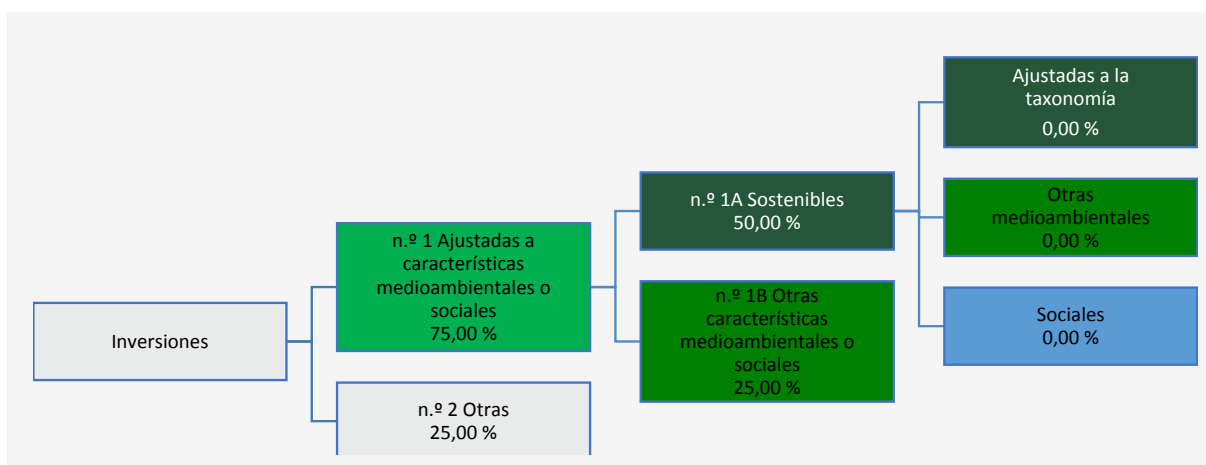 Inversiones
n.º 1 Ajustadas a
características
medioambientales o
sociales
75,00 %
n.º 2 Otras
25,00 %
n.º 1A Sostenibles
50,00 %
n.º 1B Otras
características
medioambientales o
sociales
25,00 %
Ajustadas a la
taxonomía
0,00 %
Otras
medioambientales
0,00 %
Sociales
0,00 %